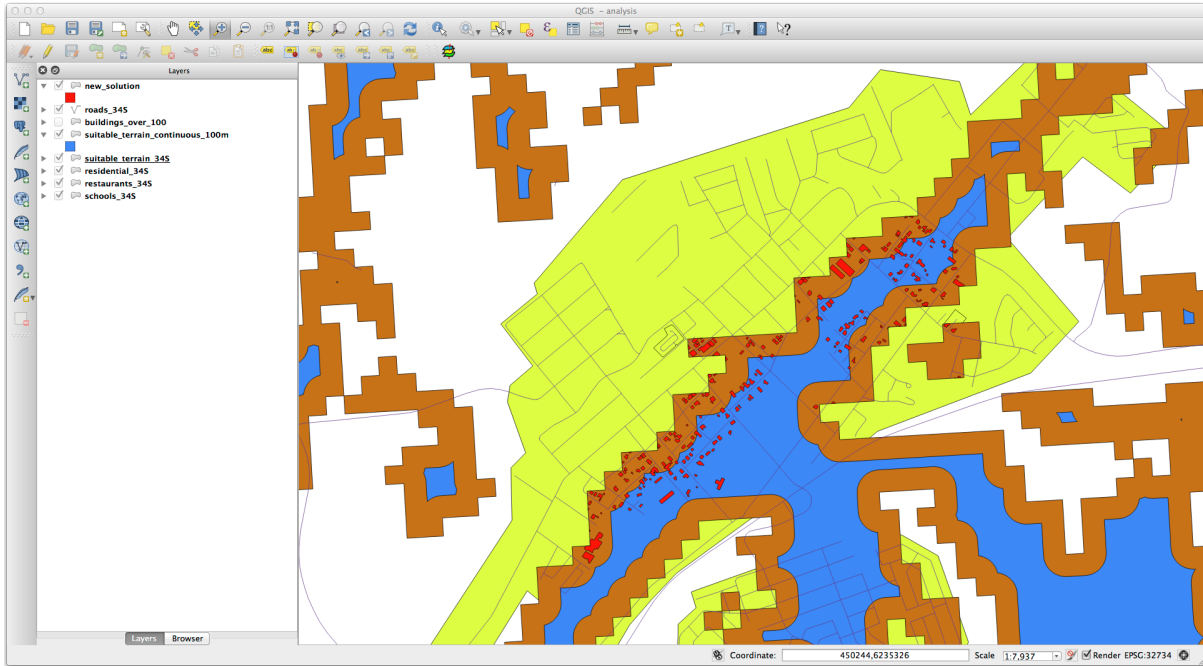 QGIS - analysis
Layers
new_solution
roads_34S
buildings_over_100
suitable_terrain_continuous_100m
suitable_terrain_34S
residential_34S
restaurants_34S
schools_34S
Layers Browser
Coordinate: 450244,6235326 Scale 1:7,937 Render EPSG:32734